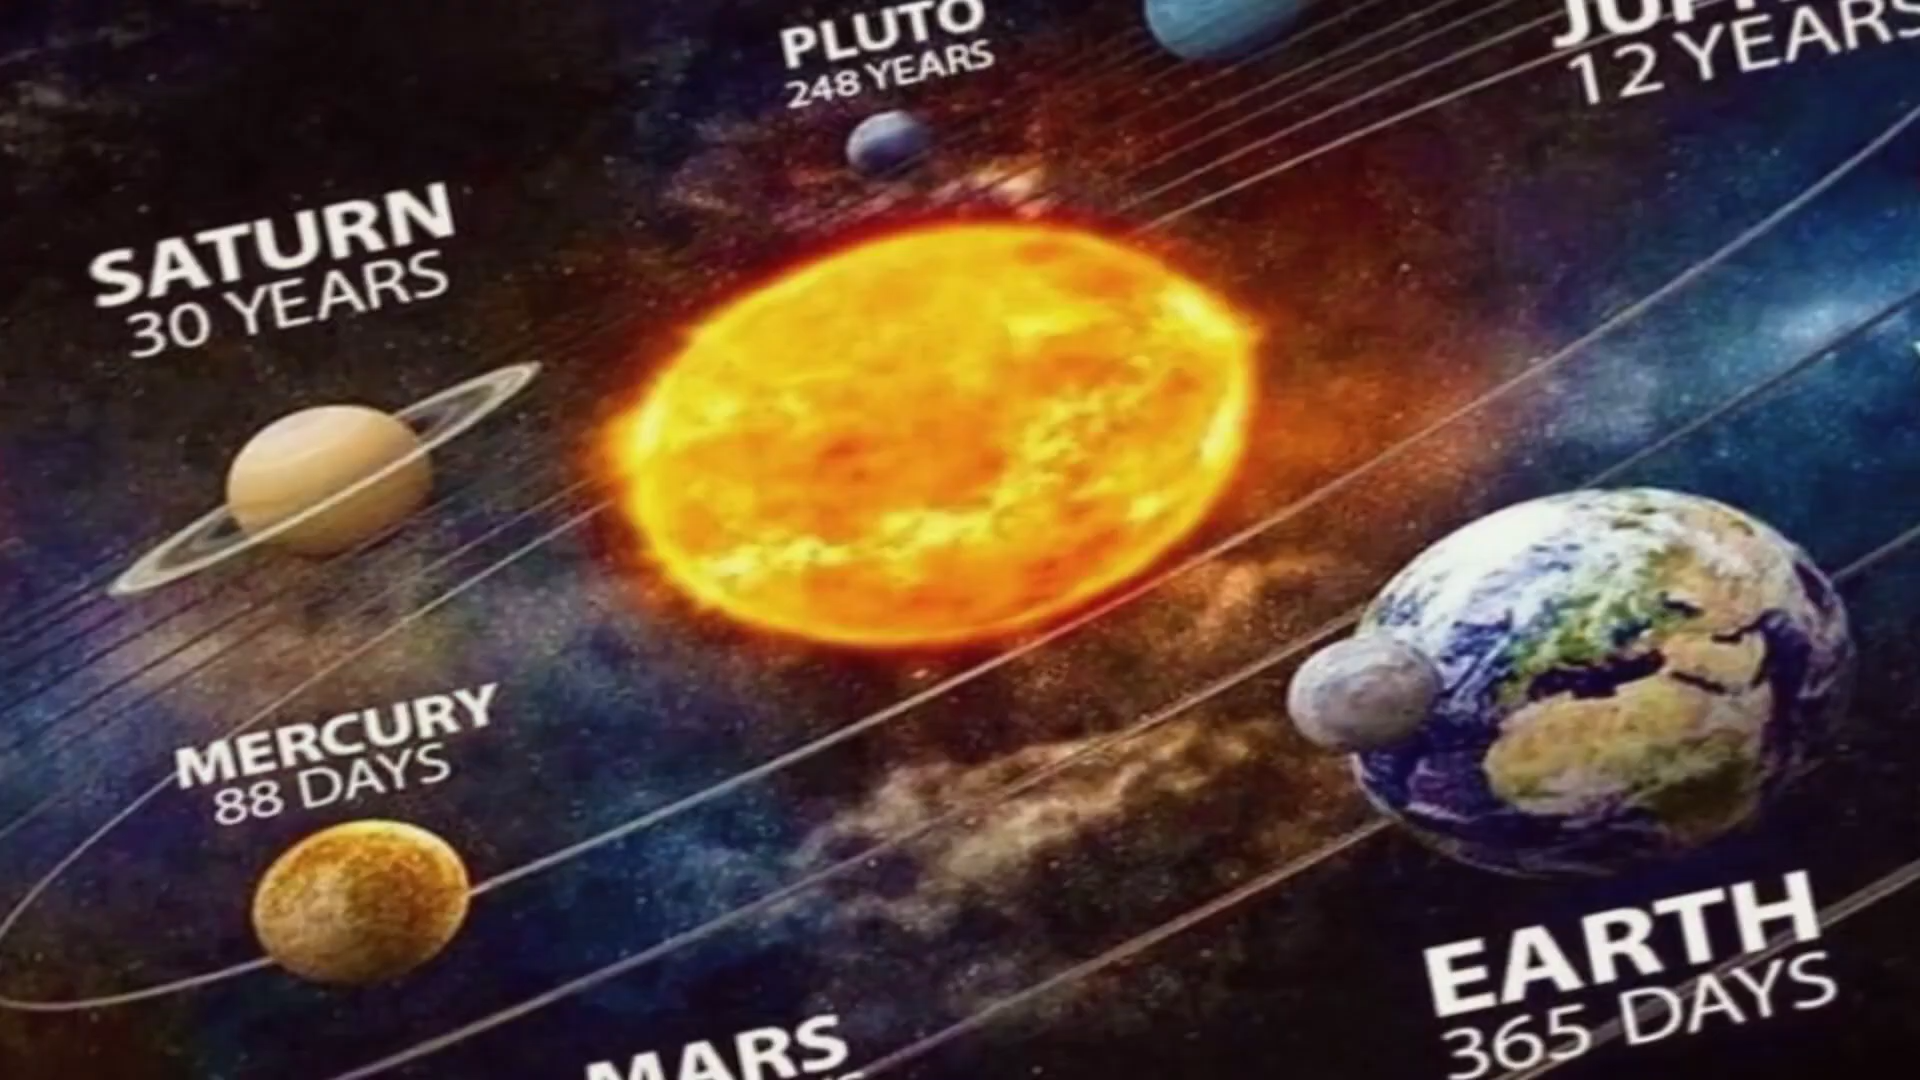 PLUTO
248 YEARS
12 YEARS
SATURN
30 YEARS
MERCURY
88 DAYS
EARTH
365 DAYS
MARS